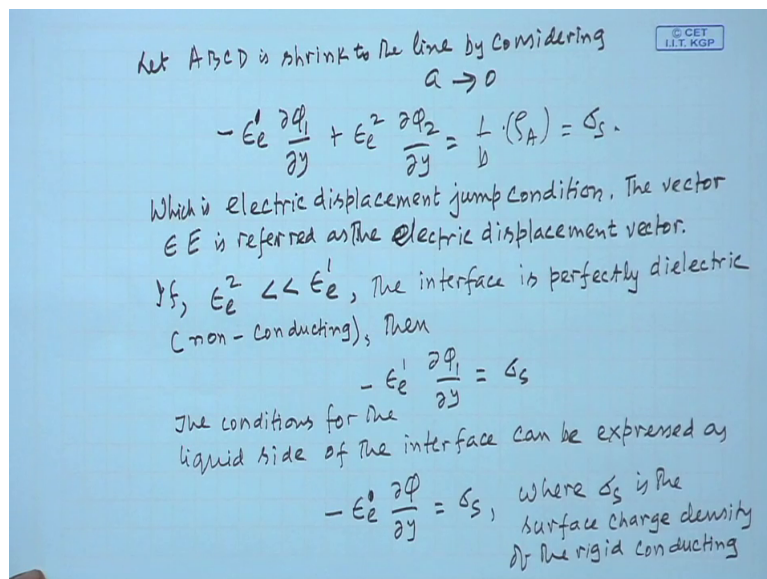 © CET
I.I.T. KGP
Let ABCD is shrink to the line by considering
a → 0
- ϵₑ¹ ∂φ₁/∂y + ϵₑ² ∂φ₂/∂y = 1/b · (ρ_A) = σₛ.
Which is electric displacement jump condition. The vector
ϵ E is referred as the electric displacement vector.
If, ϵₑ² << ϵₑ¹, The interface is perfectly dielectric
(non-conducting), Then
- ϵₑ¹ ∂φ₁/∂y = σₛ
The conditions for the
liquid side of the interface can be expressed as
- ϵₑ ∂φ/∂y = σₛ, where σₛ is the
surface charge density
of the rigid conducting